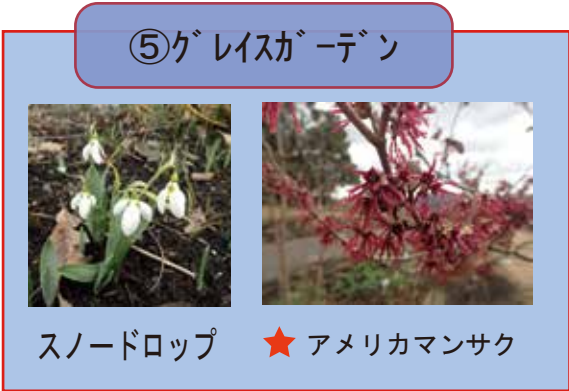 ⑤グレイスガーデン
スノードロップ
★ アメリカマンサク